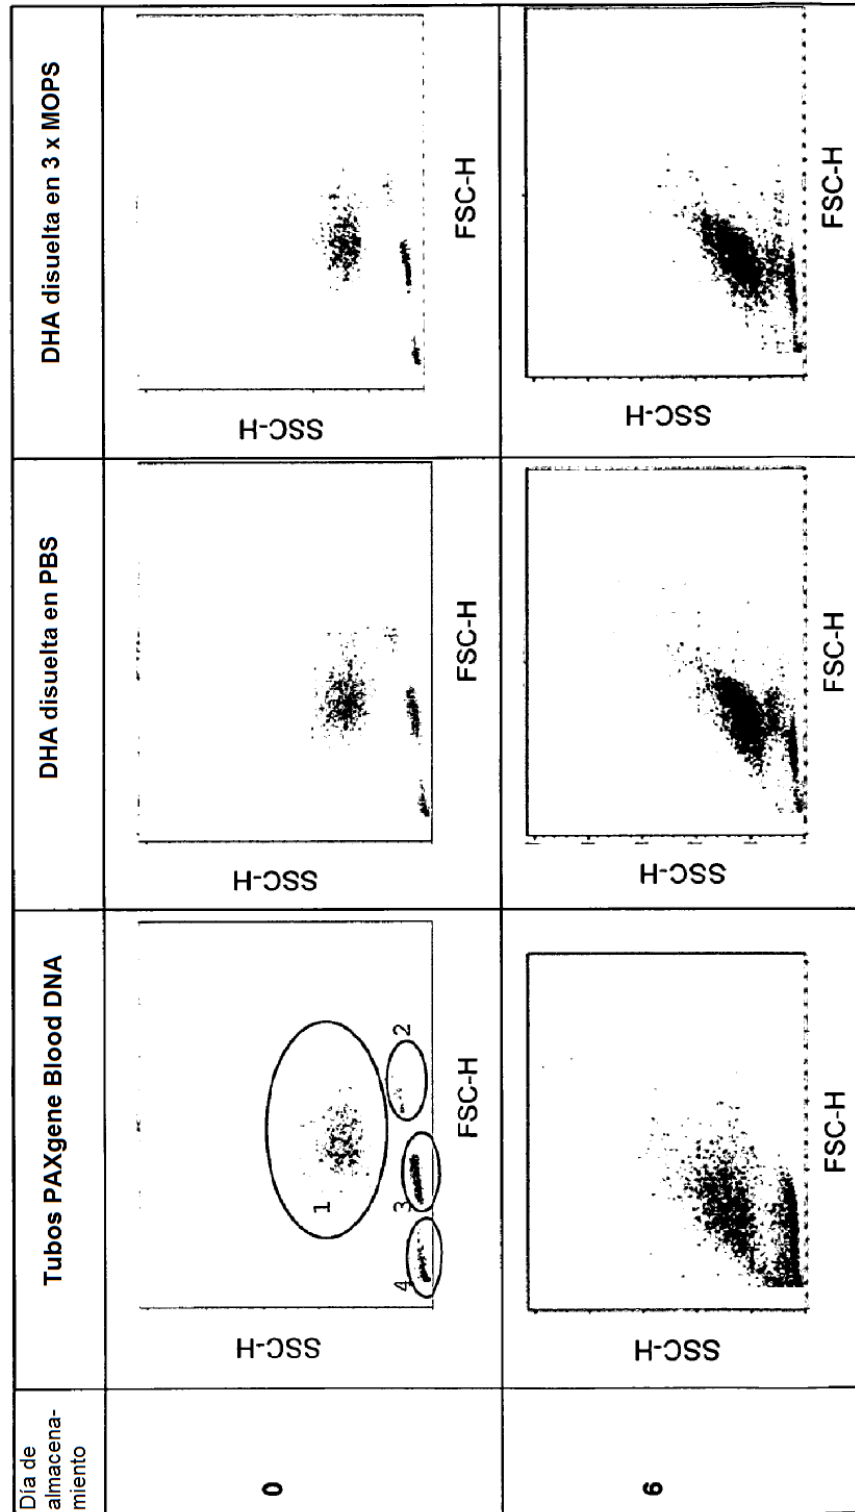 Día de
almacena-
miento
Tubos PAXgene Blood DNA
DHA disuelta en PBS
DHA disuelta en 3 x MOPS
0
SSC-H
1
2
3
4
FSC-H
SSC-H
FSC-H
SSC-H
FSC-H
6
SSC-H
FSC-H
SSC-H
FSC-H
SSC-H
FSC-H